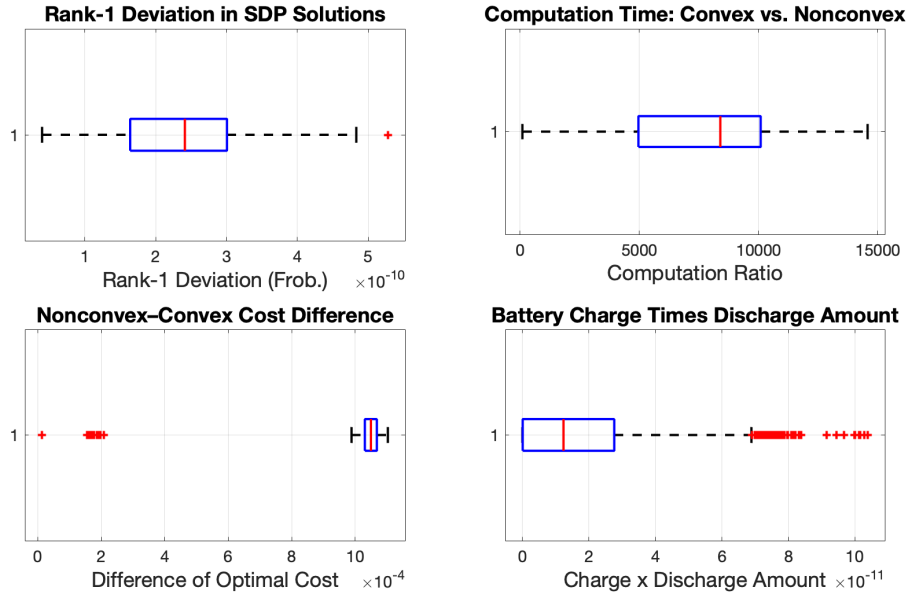 Rank-1 Deviation in SDP Solutions
1
1 2 3 4 5
Rank-1 Deviation (Frob.) ×10-10
Computation Time: Convex vs. Nonconvex
1
0 5000 10000 15000
Computation Ratio
Nonconvex–Convex Cost Difference
1
0 2 4 6 8 10
Difference of Optimal Cost ×10-4
Battery Charge Times Discharge Amount
1
0 2 4 6 8 10
Charge x Discharge Amount ×10-11